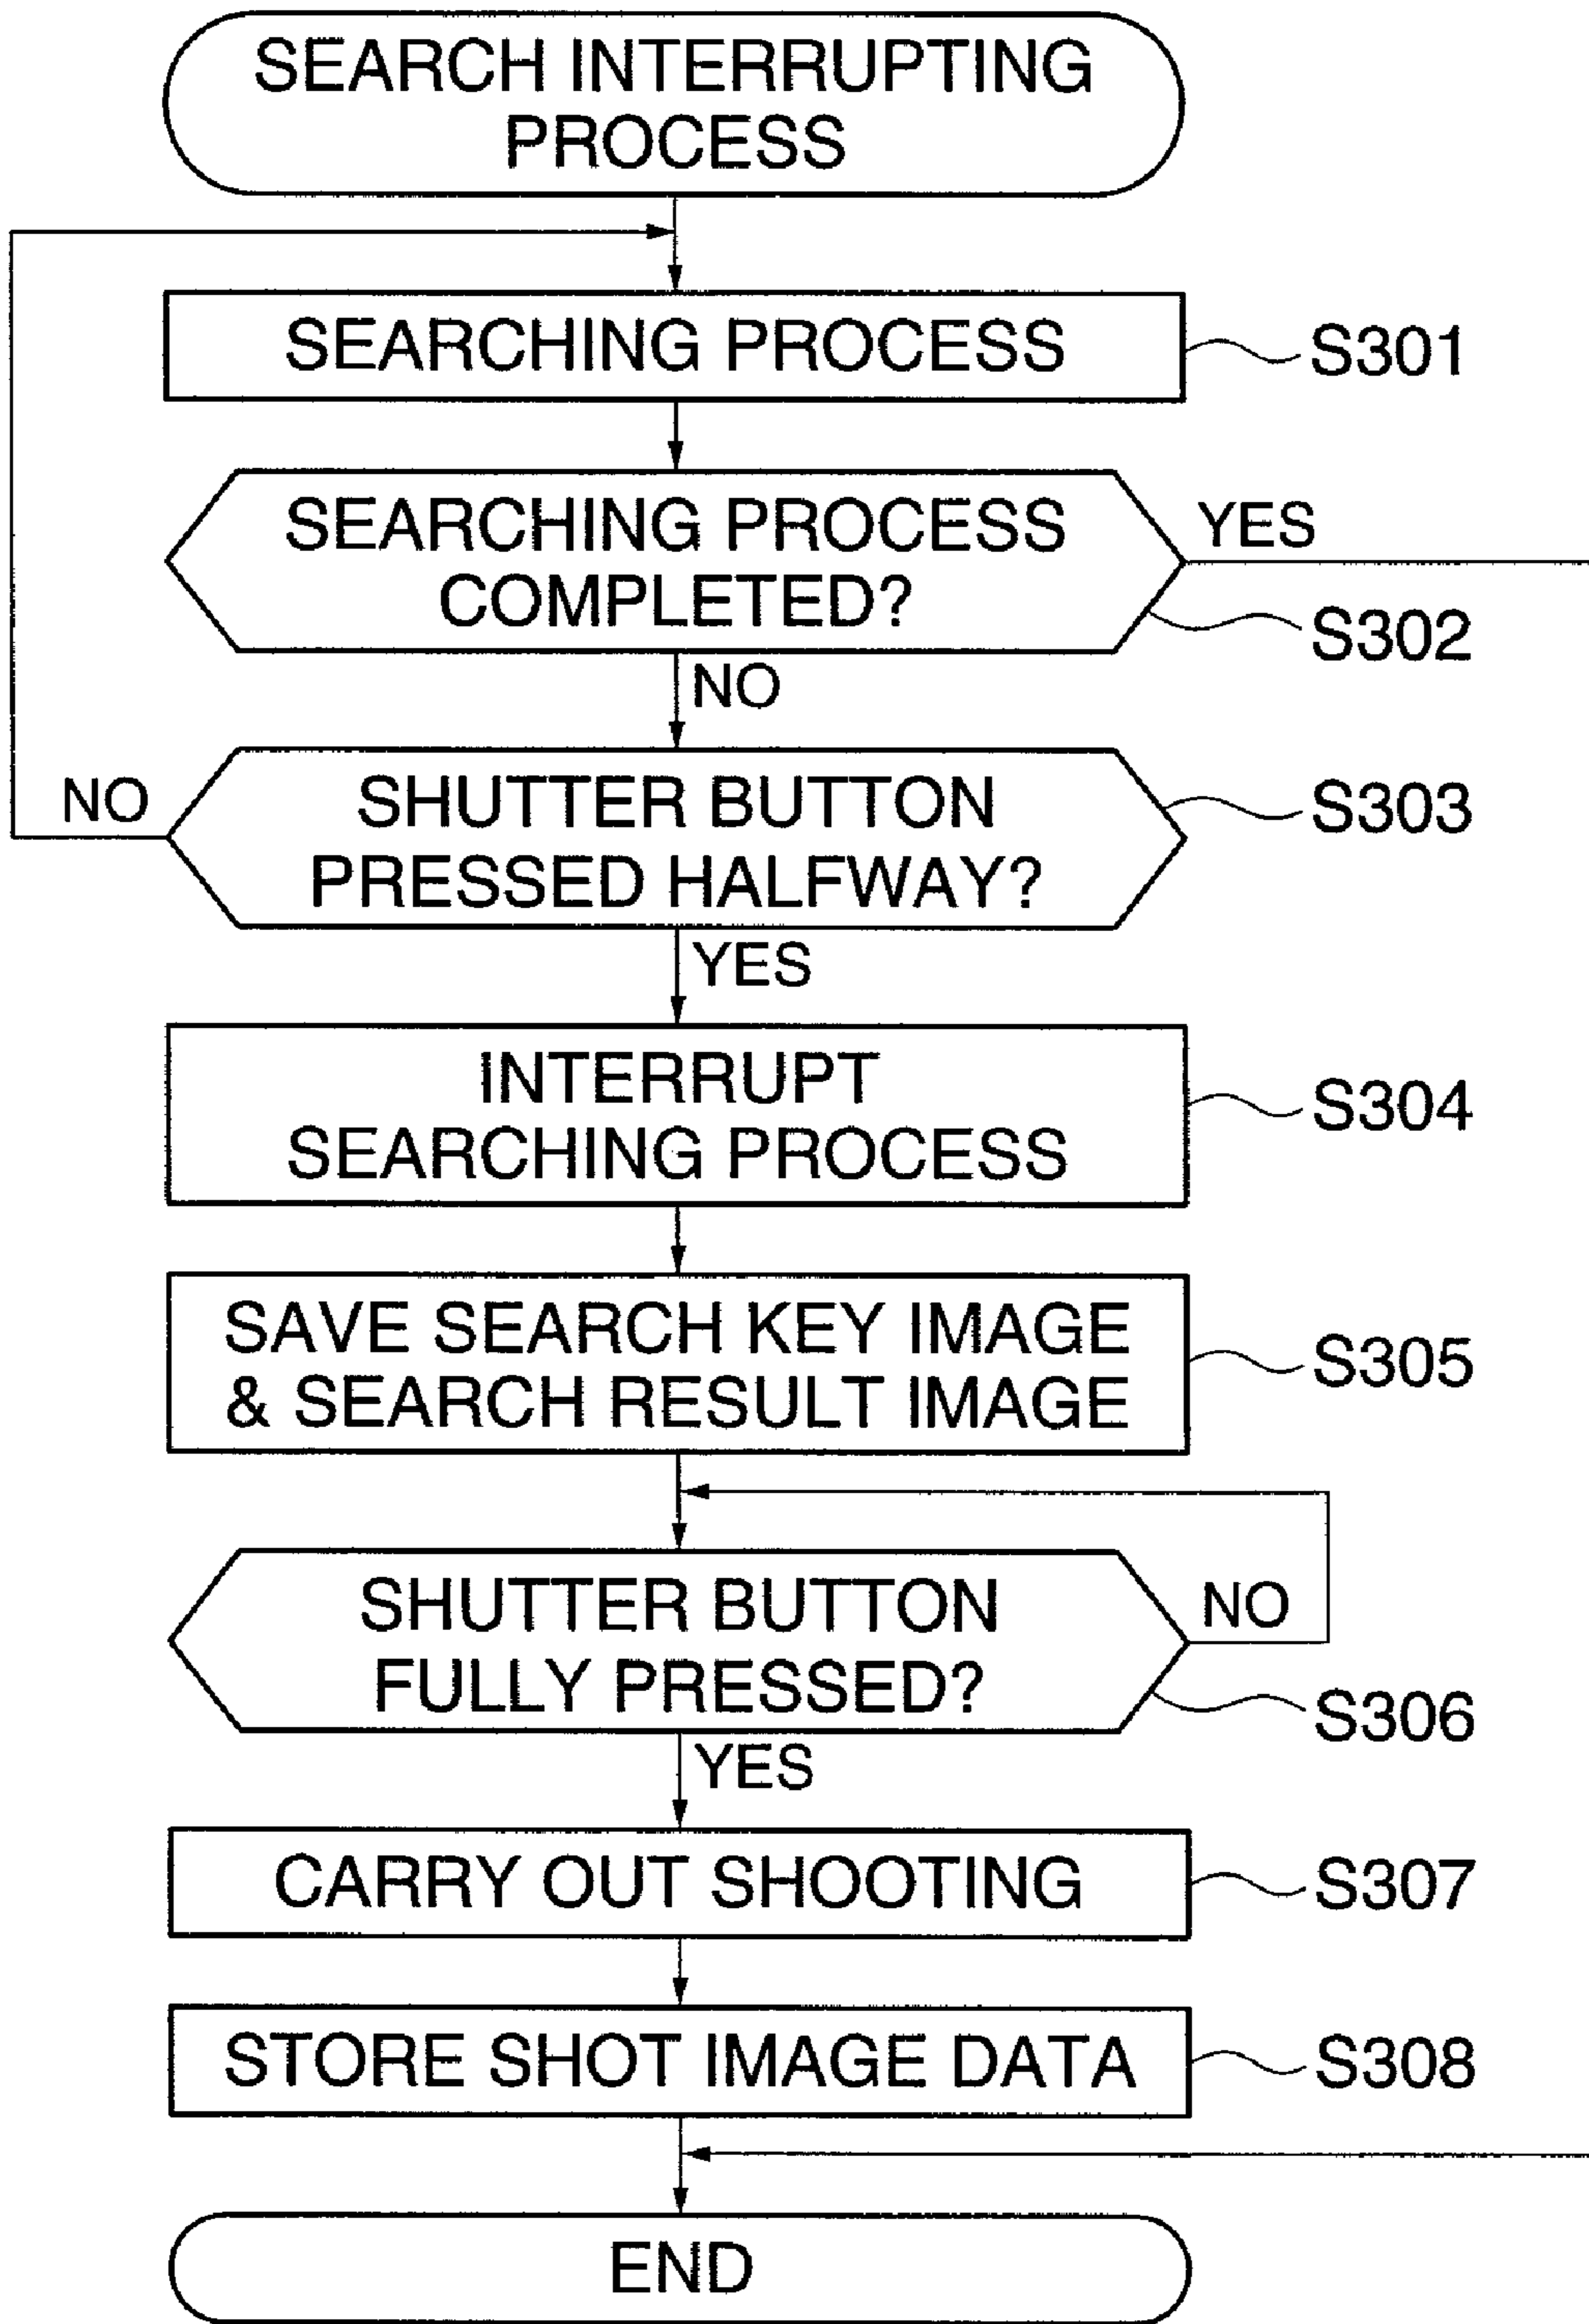 SEARCH INTERRUPTING
PROCESS
SEARCHING PROCESS
S301
SEARCHING PROCESS
COMPLETED?
YES
S302
NO
SHUTTER BUTTON
PRESSED HALFWAY?
NO
S303
YES
INTERRUPT
SEARCHING PROCESS
S304
SAVE SEARCH KEY IMAGE
& SEARCH RESULT IMAGE
S305
SHUTTER BUTTON
FULLY PRESSED?
NO
S306
YES
CARRY OUT SHOOTING
S307
STORE SHOT IMAGE DATA
S308
END